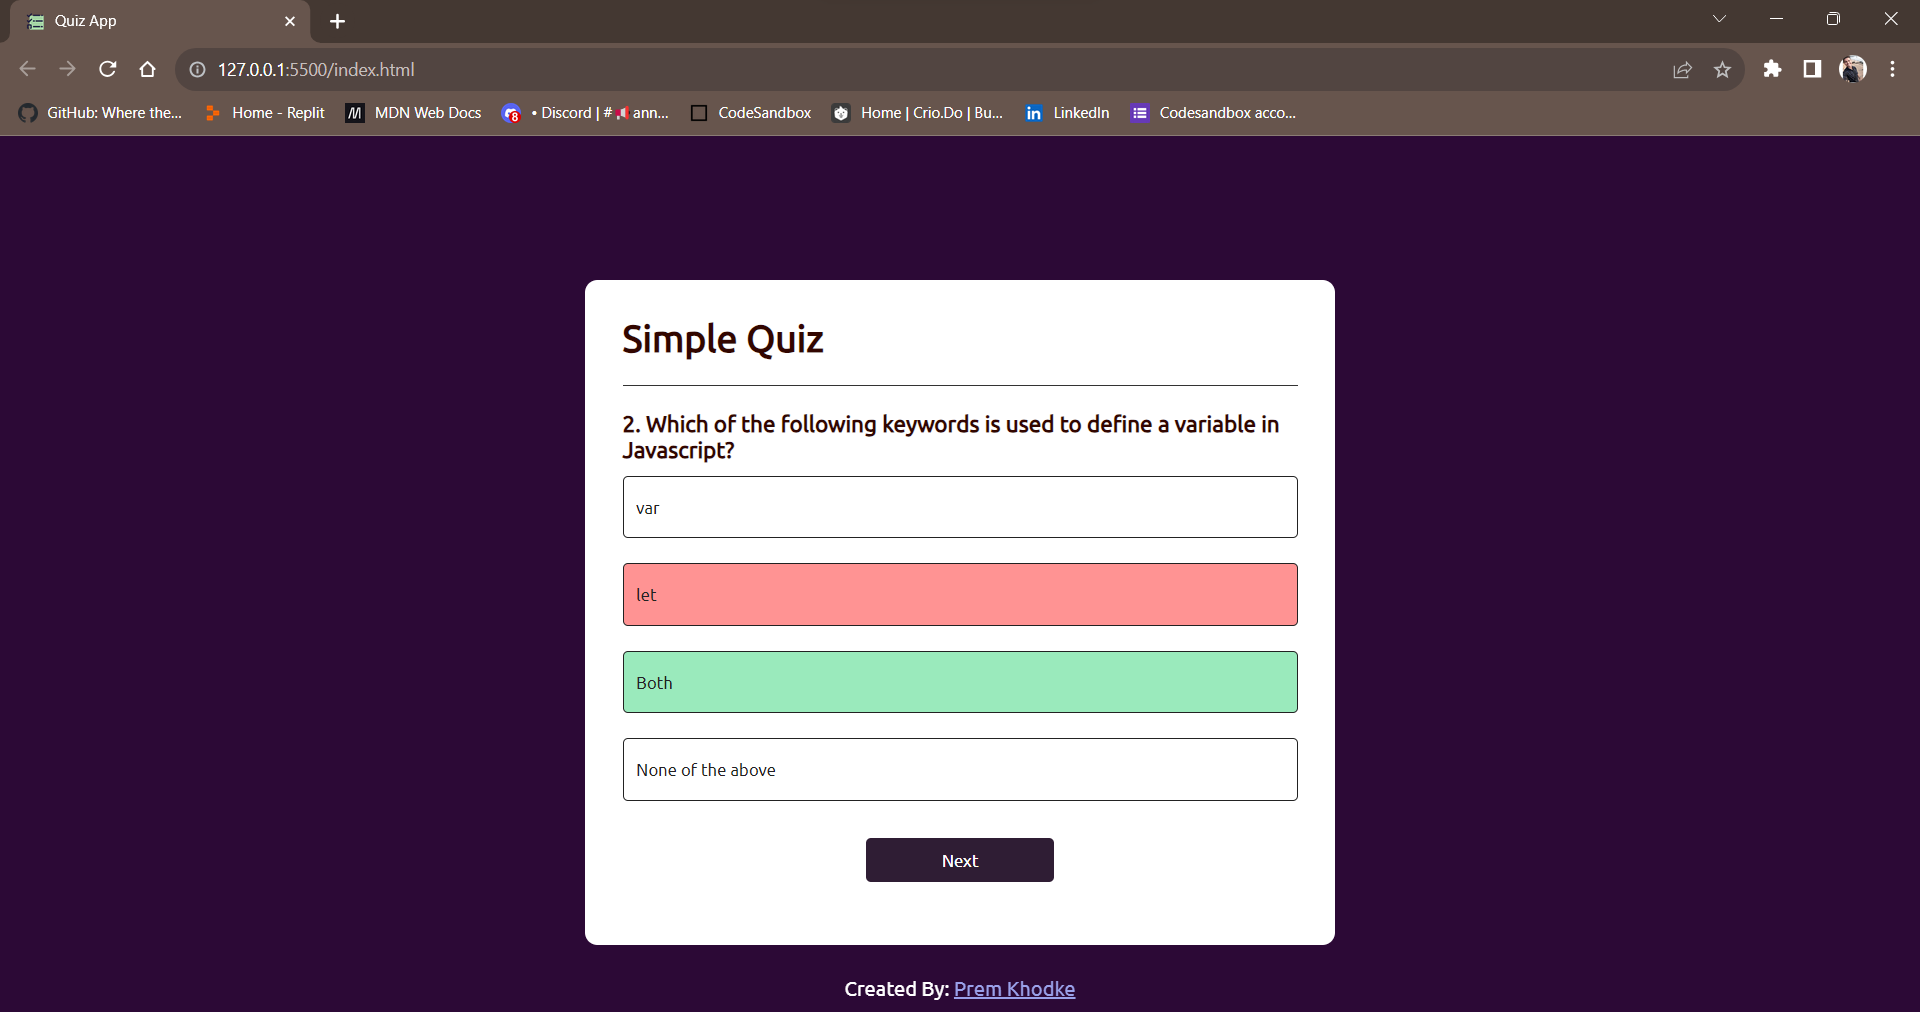 Quiz App
127.0.0.1:5500/index.html
GitHub: Where the...
Home - Replit
MDN Web Docs
• Discord | #📢 ann...
CodeSandbox
Home | Crio.Do | Bu...
LinkedIn
Codesandbox acco...
Simple Quiz
2. Which of the following keywords is used to define a variable in
Javascript?
var
let
Both
None of the above
Next
Created By: Prem Khodke